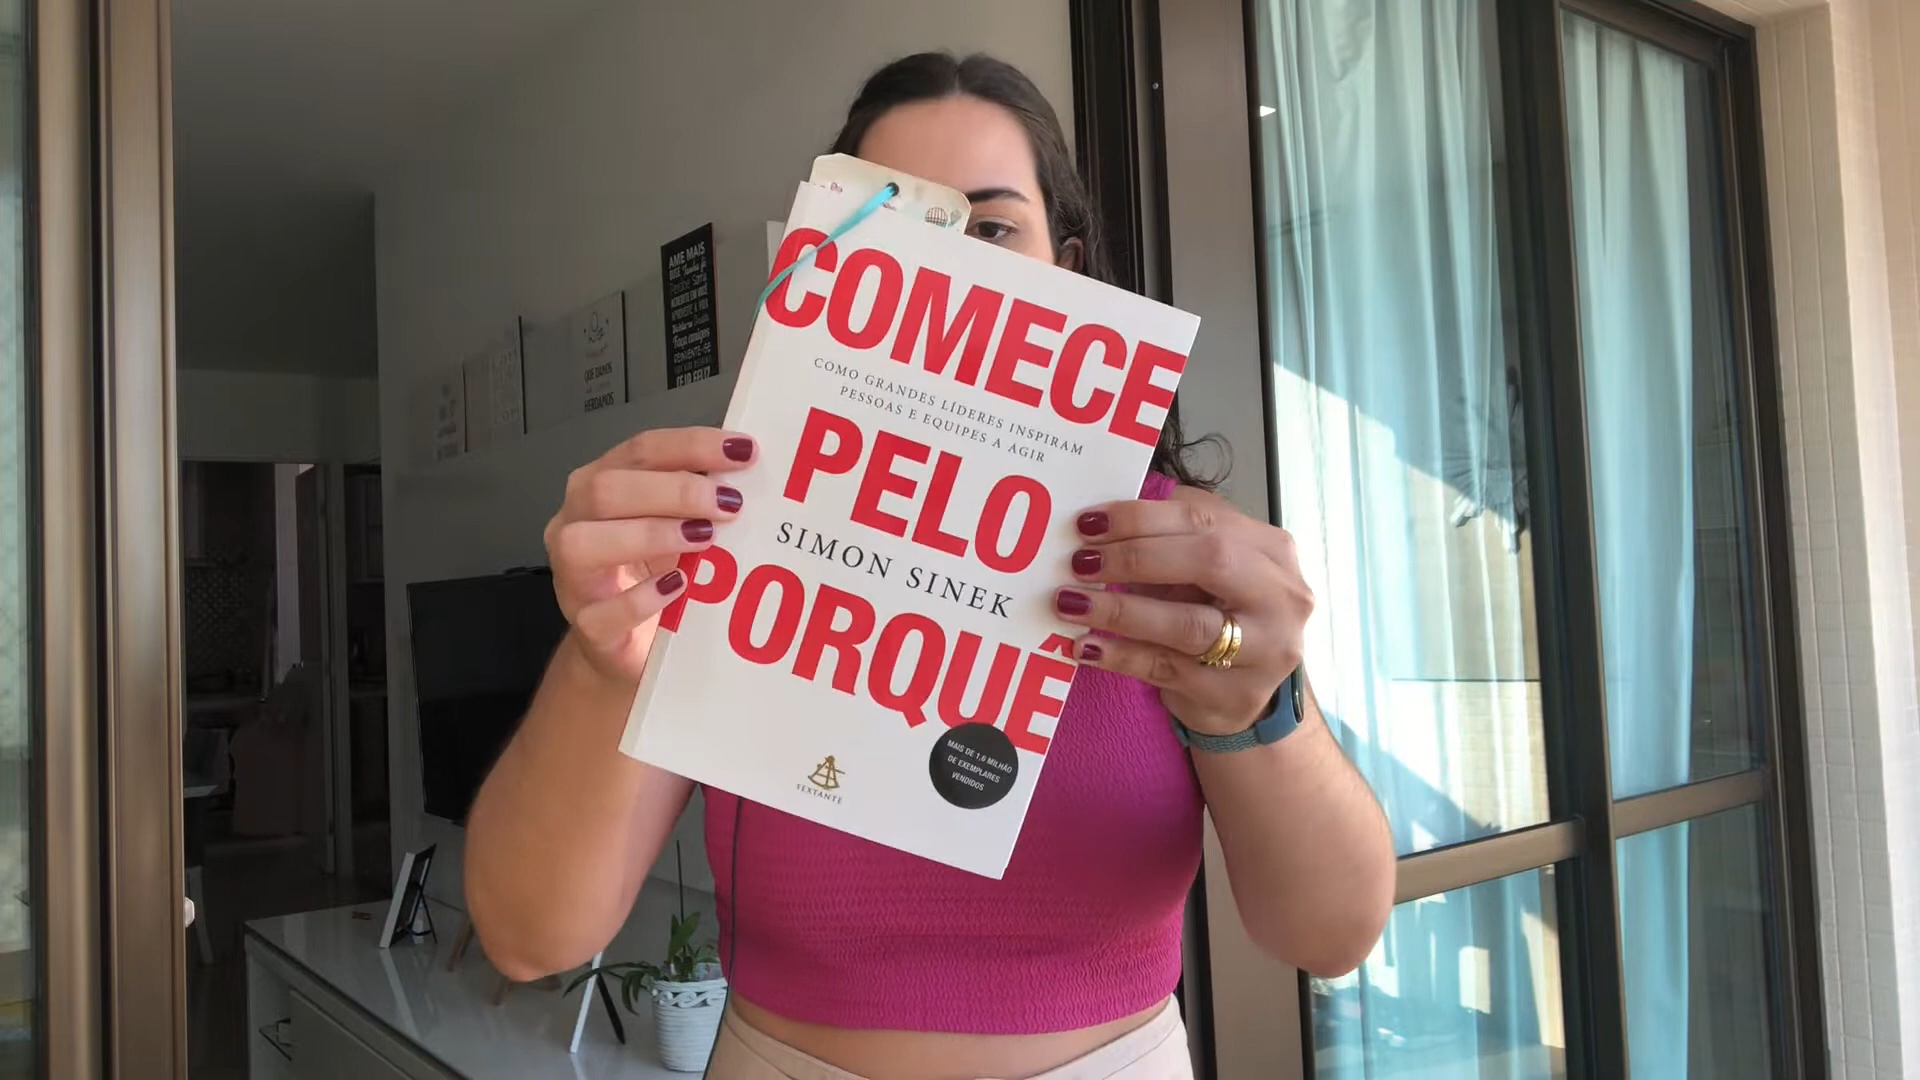 COMECE
COMO GRANDES LÍDERES INSPIRAM
PESSOAS E EQUIPES A AGIR
PELO
SIMON SINEK
PORQUÊ
MAIS DE 1,6 MILHÃO
DE EXEMPLARES
VENDIDOS
SEXTANTE
AME MAIS
QUE DAMOS
HERDAMOS